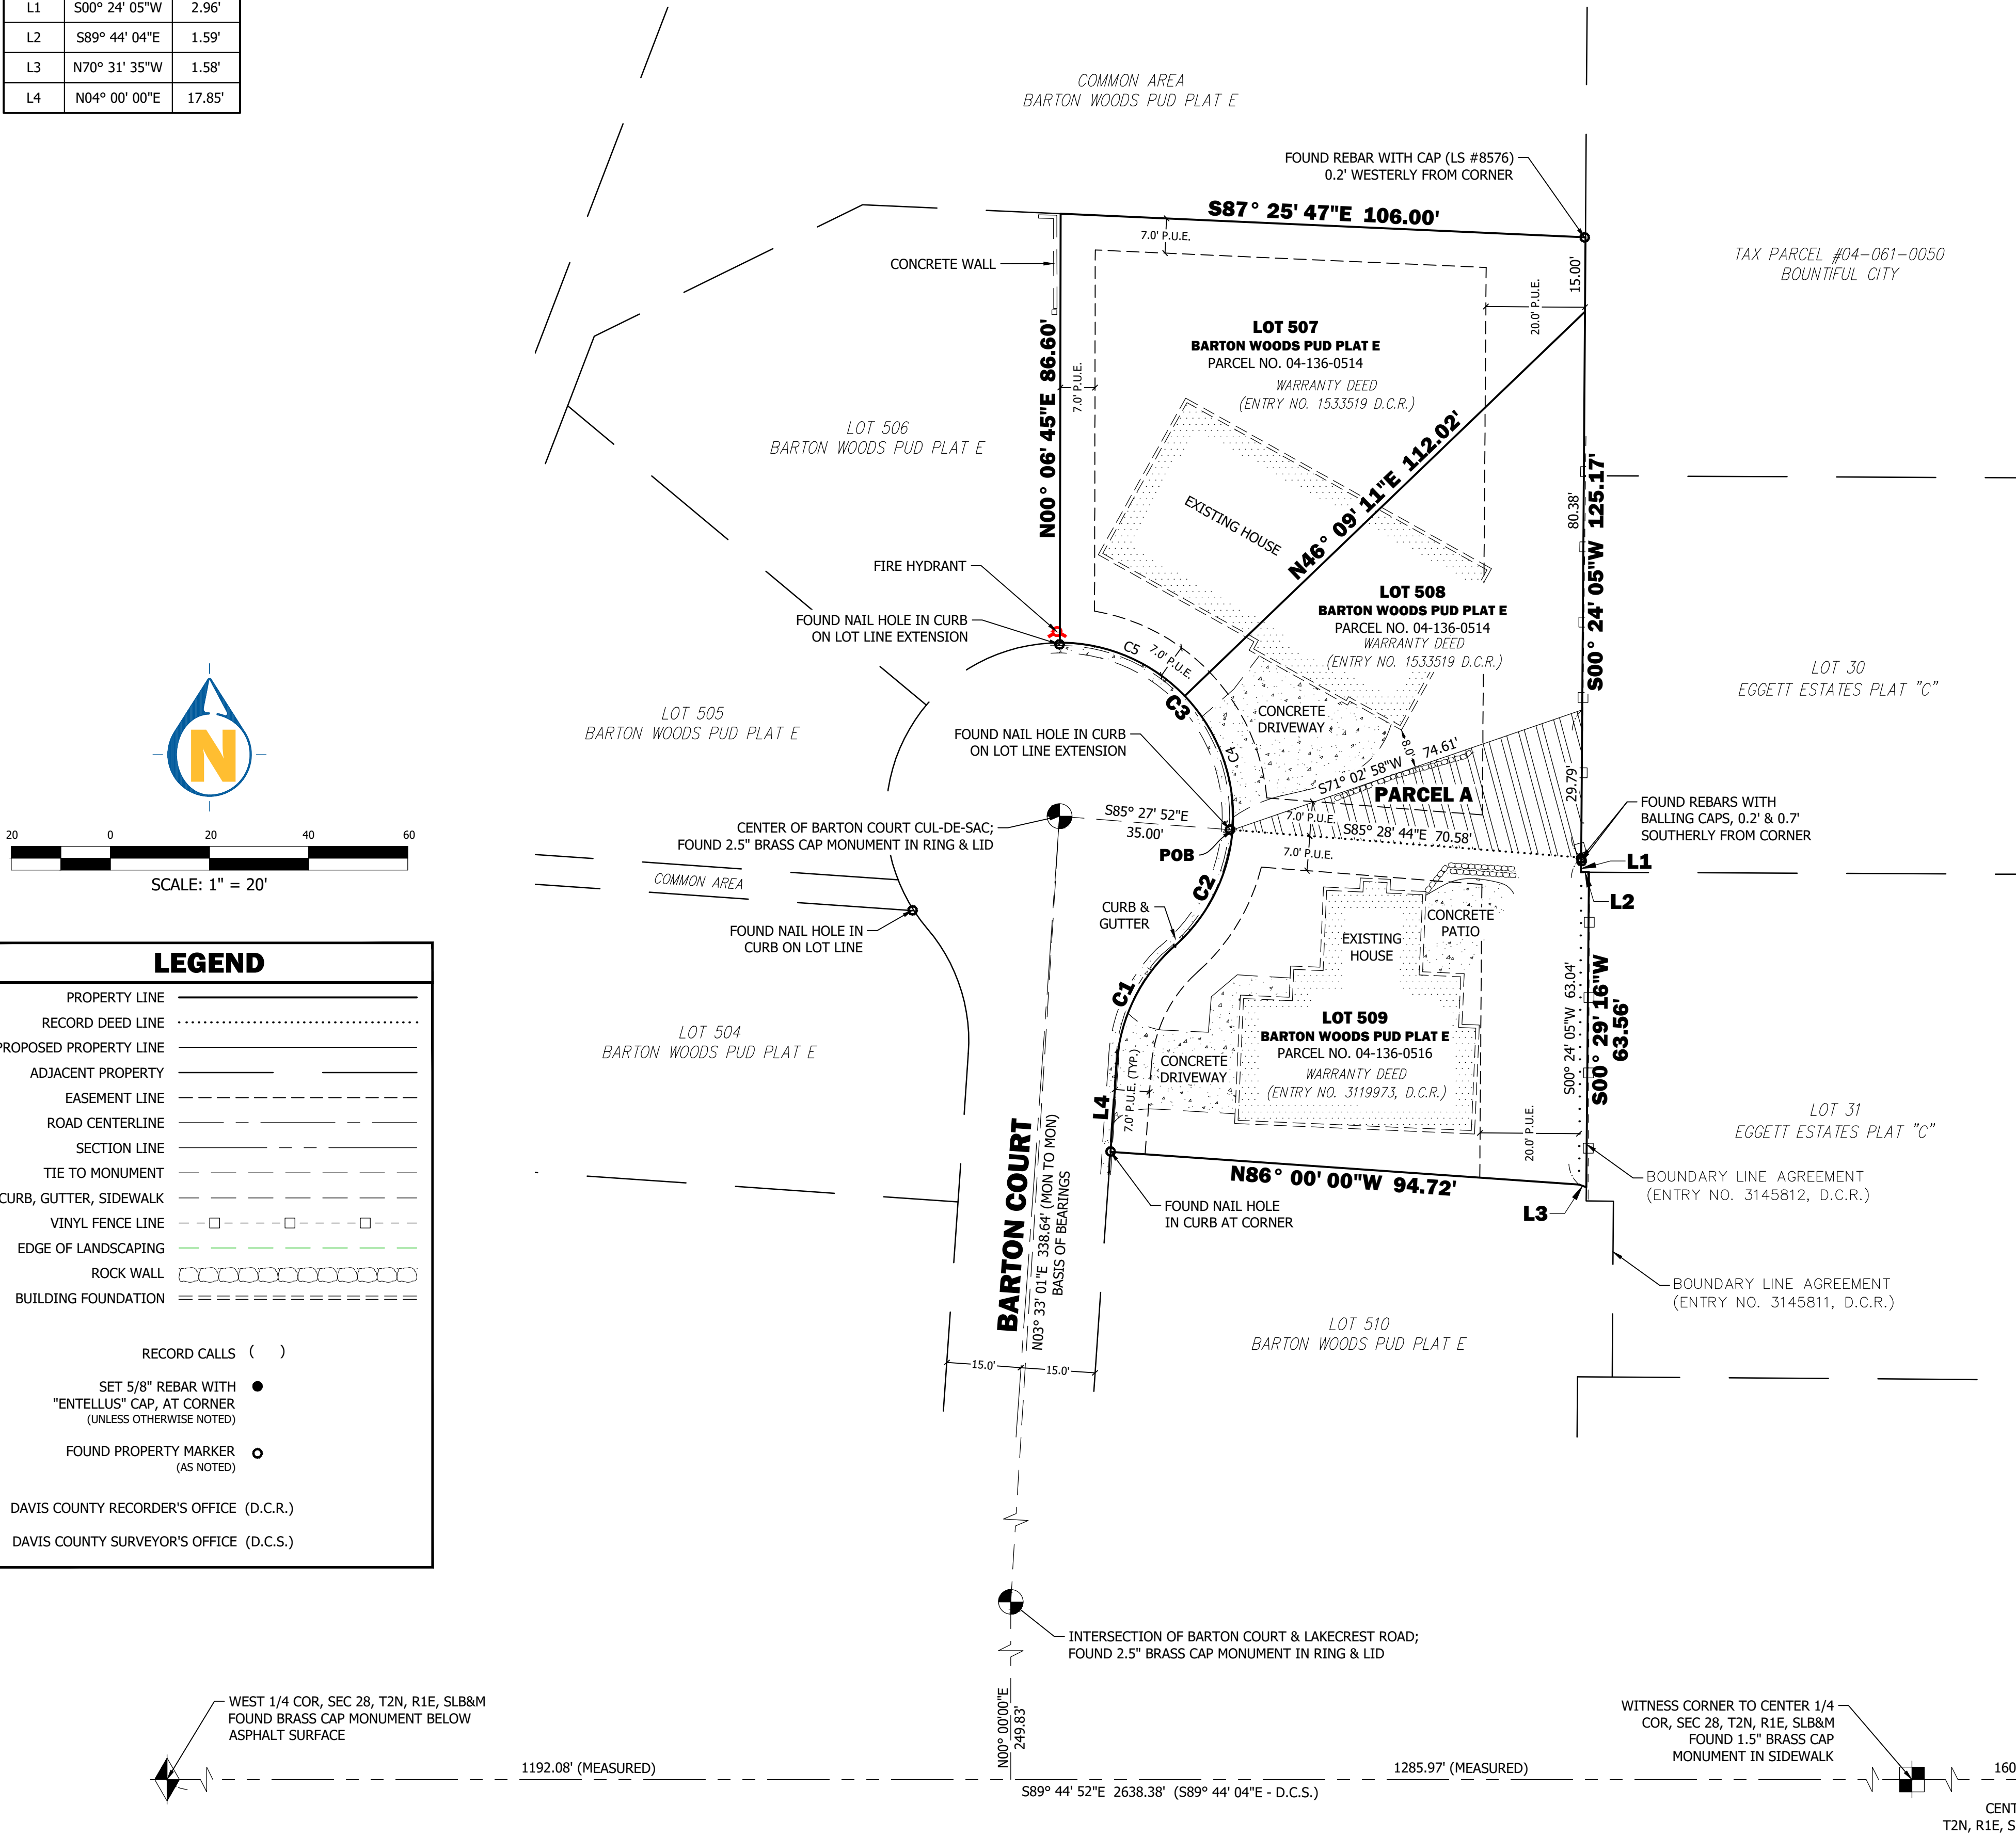 L1 S00° 24' 05"W 2.96'
L2 S89° 44' 04"E 1.59'
L3 N70° 31' 35"W 1.58'
L4 N04° 00' 00"E 17.85'
COMMON AREA
BARTON WOODS PUD PLAT E
FOUND REBAR WITH CAP (LS #8576)
0.2' WESTERLY FROM CORNER
S87° 25' 47"E 106.00'
7.0' P.U.E.
CONCRETE WALL
TAX PARCEL #04-061-0050
BOUNTIFUL CITY
15.00'
20.0' P.U.E.
LOT 507
BARTON WOODS PUD PLAT E
PARCEL NO. 04-136-0514
WARRANTY DEED
(ENTRY NO. 1533519 D.C.R.)
N00° 06' 45"E 86.60'
7.0' P.U.E.
LOT 506
BARTON WOODS PUD PLAT E
EXISTING HOUSE
N46° 09' 11"E 112.02'
80.38'
S00° 24' 05"W 125.17'
FIRE HYDRANT
FOUND NAIL HOLE IN CURB
ON LOT LINE EXTENSION
LOT 508
BARTON WOODS PUD PLAT E
PARCEL NO. 04-136-0514
WARRANTY DEED
(ENTRY NO. 1533519 D.C.R.)
C5
7.0' P.U.E.
C3
C4
LOT 30
EGGETT ESTATES PLAT "C"
LOT 505
BARTON WOODS PUD PLAT E
FOUND NAIL HOLE IN CURB
ON LOT LINE EXTENSION
CONCRETE
DRIVEWAY
8.0'
S71° 02' 58"W 74.61'
PARCEL A
29.79'
7.0' P.U.E.
S85° 28' 44"E 70.58'
7.0' P.U.E.
FOUND REBARS WITH
BALLING CAPS, 0.2' & 0.7'
SOUTHERLY FROM CORNER
L1
L2
N
20 0 20 40 60
SCALE: 1" = 20'
S85° 27' 52"E
35.00'
CENTER OF BARTON COURT CUL-DE-SAC;
FOUND 2.5" BRASS CAP MONUMENT IN RING & LID
POB
COMMON AREA
C2
CURB &
GUTTER
FOUND NAIL HOLE IN
CURB ON LOT LINE
CONCRETE
PATIO
EXISTING
HOUSE
C1
LOT 509
BARTON WOODS PUD PLAT E
PARCEL NO. 04-136-0516
WARRANTY DEED
(ENTRY NO. 3119973, D.C.R.)
CONCRETE
DRIVEWAY
7.0' P.U.E. (TYP.)
L4
S00° 24' 05"W 63.04'
S00° 29' 16"W
63.56'
20.0' P.U.E.
LOT 504
BARTON WOODS PUD PLAT E
LOT 31
EGGETT ESTATES PLAT "C"
N86° 00' 00"W 94.72'
FOUND NAIL HOLE
IN CURB AT CORNER
L3
BOUNDARY LINE AGREEMENT
(ENTRY NO. 3145812, D.C.R.)
BOUNDARY LINE AGREEMENT
(ENTRY NO. 3145811, D.C.R.)
BARTON COURT
N03° 33' 01"E 338.64' (MON TO MON)
BASIS OF BEARINGS
15.0' 15.0'
LOT 510
BARTON WOODS PUD PLAT E
LEGEND
PROPERTY LINE
RECORD DEED LINE
PROPOSED PROPERTY LINE
ADJACENT PROPERTY
EASEMENT LINE
ROAD CENTERLINE
SECTION LINE
TIE TO MONUMENT
CURB, GUTTER, SIDEWALK
VINYL FENCE LINE
EDGE OF LANDSCAPING
ROCK WALL
BUILDING FOUNDATION
RECORD CALLS ( )
SET 5/8" REBAR WITH
"ENTELLUS" CAP, AT CORNER
(UNLESS OTHERWISE NOTED)
FOUND PROPERTY MARKER
(AS NOTED)
DAVIS COUNTY RECORDER'S OFFICE (D.C.R.)
DAVIS COUNTY SURVEYOR'S OFFICE (D.C.S.)
INTERSECTION OF BARTON COURT & LAKECREST ROAD;
FOUND 2.5" BRASS CAP MONUMENT IN RING & LID
N00° 00'00"E
249.83'
WEST 1/4 COR, SEC 28, T2N, R1E, SLB&M
FOUND BRASS CAP MONUMENT BELOW
ASPHALT SURFACE
WITNESS CORNER TO CENTER 1/4
COR, SEC 28, T2N, R1E, SLB&M
FOUND 1.5" BRASS CAP
MONUMENT IN SIDEWALK
1192.08' (MEASURED)
1285.97' (MEASURED)
160
S89° 44' 52"E 2638.38' (S89° 44' 04"E - D.C.S.)
CENT
T2N, R1E, S